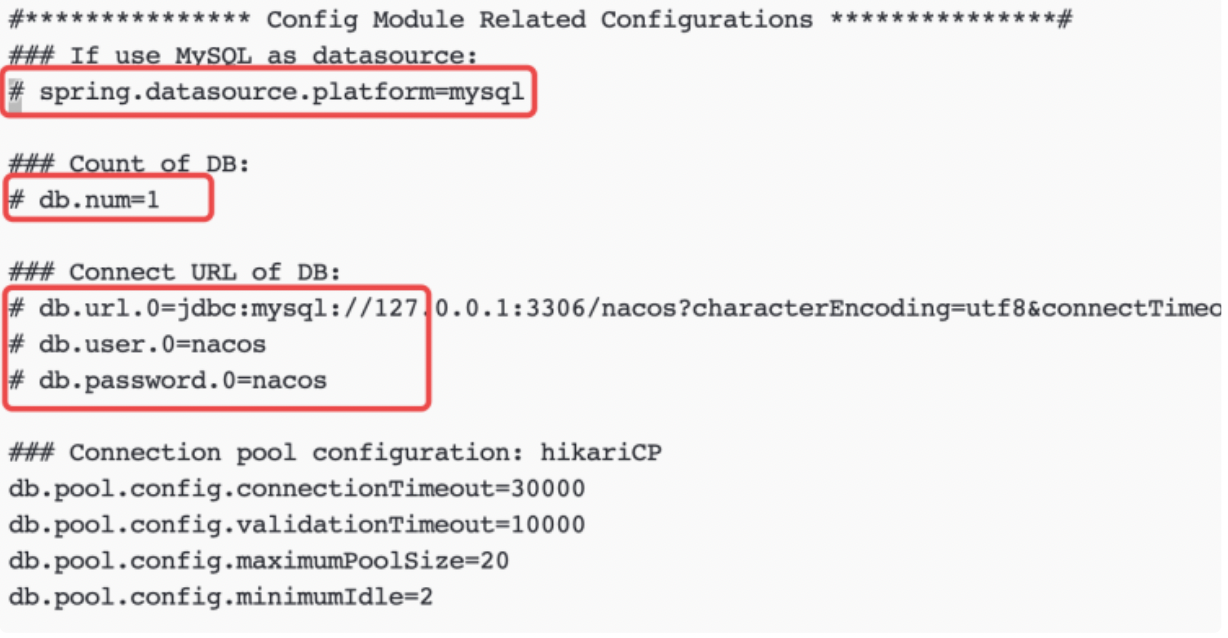 #*************** Config Module Related Configurations ***************#
### If use MySQL as datasource:
# spring.datasource.platform=mysql
### Count of DB:
# db.num=1
### Connect URL of DB:
# db.url.0=jdbc:mysql://127.0.0.1:3306/nacos?characterEncoding=utf8&connectTimeo
# db.user.0=nacos
# db.password.0=nacos
### Connection pool configuration: hikariCP
db.pool.config.connectionTimeout=30000
db.pool.config.validationTimeout=10000
db.pool.config.maximumPoolSize=20
db.pool.config.minimumIdle=2